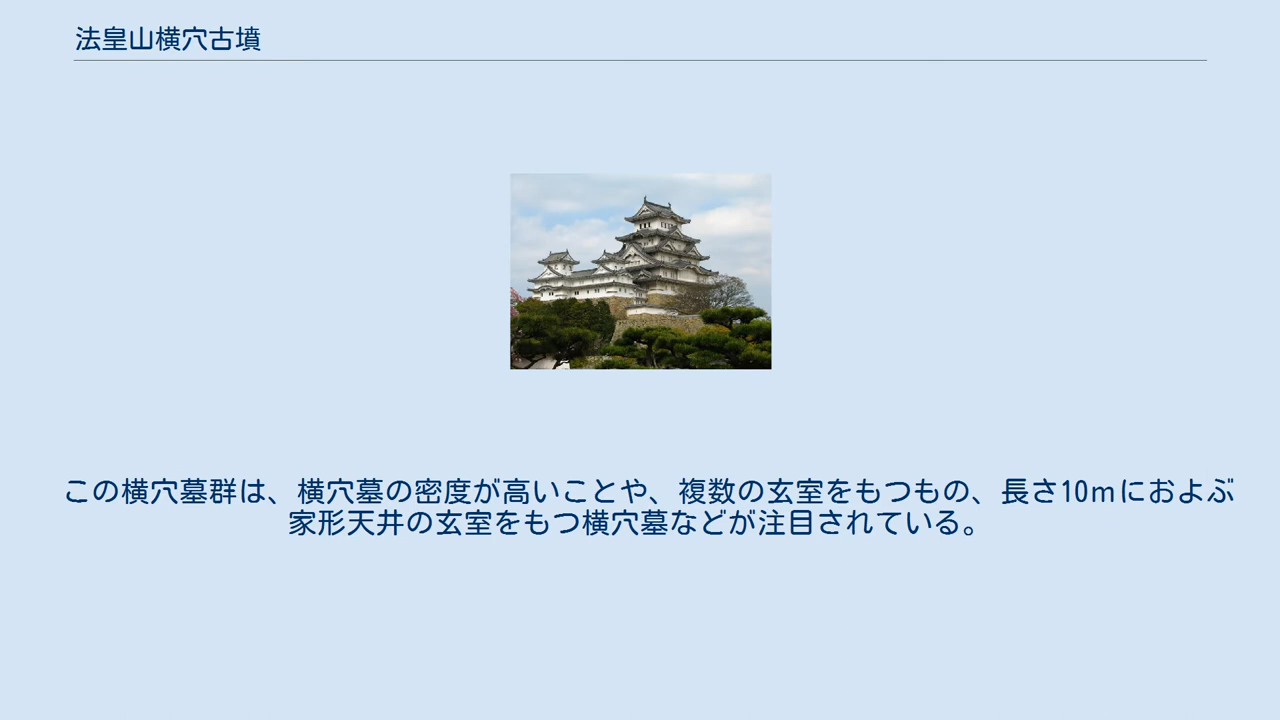 法皇山横穴古墳
この横穴墓群は、横穴墓の密度が高いことや、複数の玄室をもつもの、長さ10ｍにおよぶ
家形天井の玄室をもつ横穴墓などが注目されている。